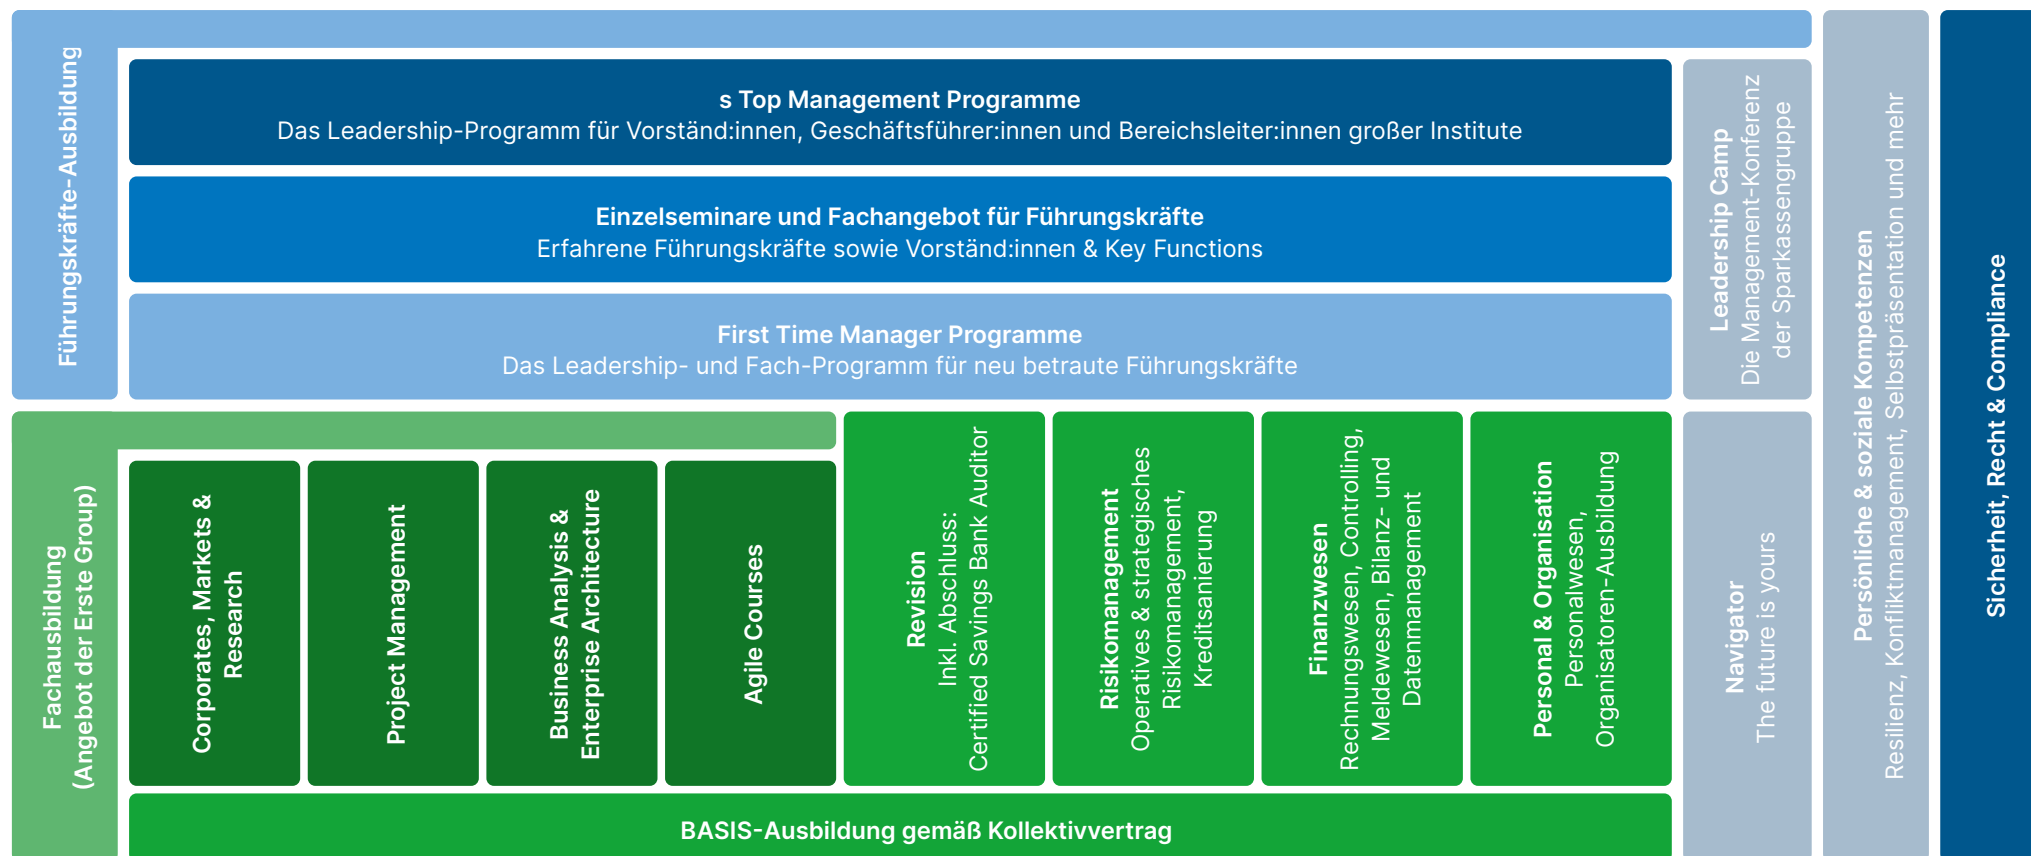 Führungskräfte-Ausbildung
s Top Management Programme
Das Leadership-Programm für Vorständ:innen, Geschäftsführer:innen und Bereichsleiter:innen großer Institute
Einzelseminare und Fachangebot für Führungskräfte
Erfahrene Führungskräfte sowie Vorständ:innen & Key Functions
First Time Manager Programme
Das Leadership- und Fach-Programm für neu betraute Führungskräfte
Leadership Camp
Die Management-Konferenz
der Sparkassengruppe
Persönliche & soziale Kompetenzen
Resilienz, Konfliktmanagement, Selbstpräsentation und mehr
Sicherheit, Recht & Compliance
Fachausbildung
(Angebot der Erste Group)
Corporates, Markets &
Research
Project Management
Business Analysis &
Enterprise Architecture
Agile Courses
Revision
Inkl. Abschluss:
Certified Savings Bank Auditor
Risikomanagement
Operatives & strategisches
Risikomanagement,
Kreditsanierung
Finanzwesen
Rechnungswesen, Controlling,
Meldewesen, Bilanz- und
Datenmanagement
Personal & Organisation
Personalwesen,
Organisatoren-Ausbildung
Navigator
The future is yours
BASIS-Ausbildung gemäß Kollektivvertrag